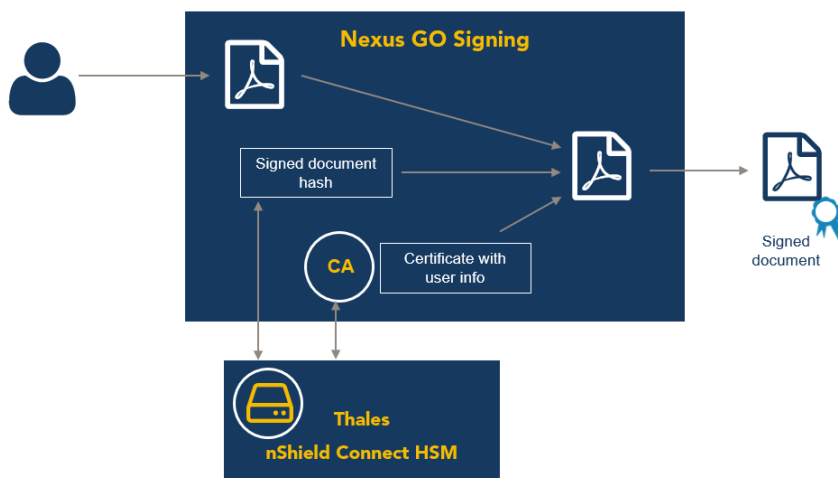 Nexus GO Signing
Signed document
hash
CA
Certificate with
user info
Signed
document
Thales
nShield Connect HSM